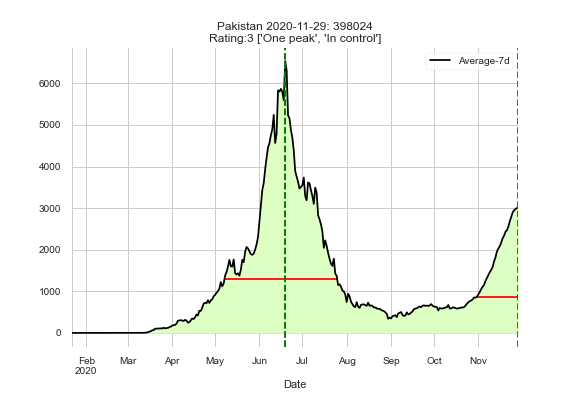 Pakistan 2020-11-29: 398024
Rating:3 ['One peak', 'In control']
Average-7d
6000
5000
4000
3000
2000
1000
0
Feb Mar Apr May Jun Jul Aug Sep Oct Nov
2020
Date